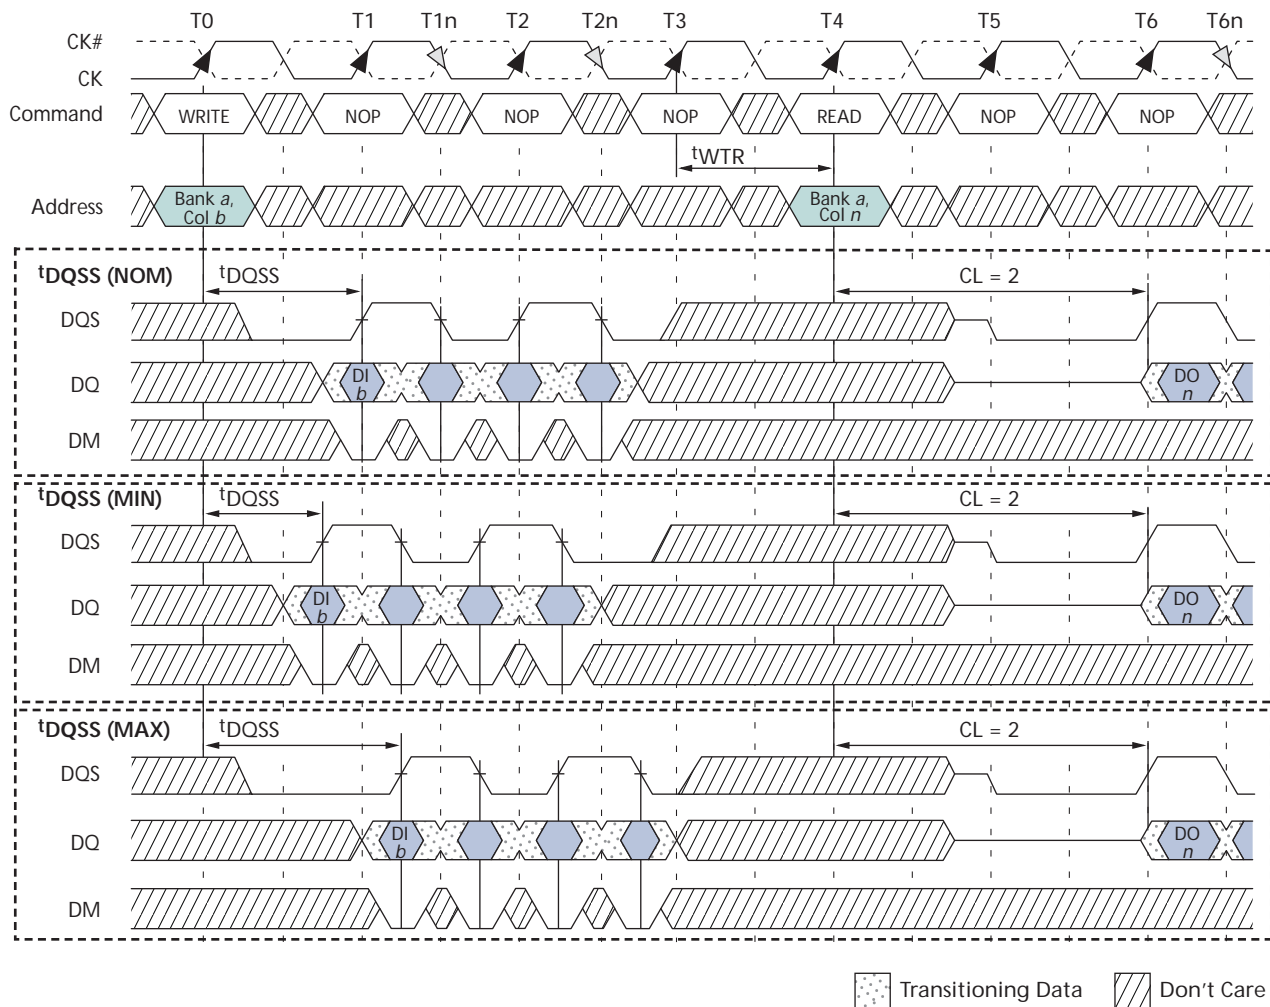 T0 T1 T1n T2 T2n T3 T4 T5 T6 T6n
CK#
CK
Command WRITE NOP NOP NOP READ NOP NOP
tWTR
Address Bank a, Col b Bank a, Col n
tDQSS (NOM) tDQSS CL = 2
DQS
DQ DI b DO n
DM
tDQSS (MIN) tDQSS CL = 2
DQS
DQ DI b DO n
DM
tDQSS (MAX) tDQSS CL = 2
DQS
DQ DI b DO n
DM
Transitioning Data Don't Care